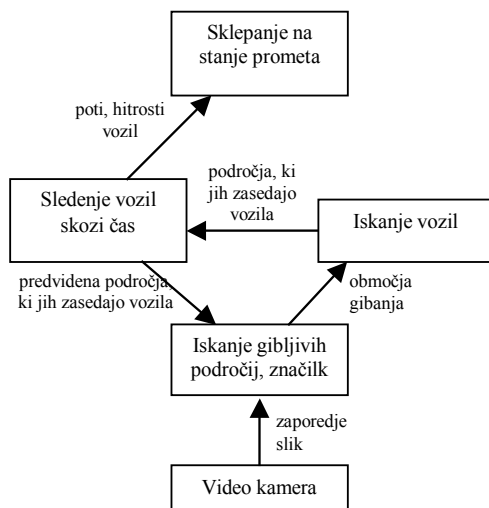 Sklepanje na
stanje prometa
poti, hitrosti
vozil
področja, ki
jih zasedajo
vozila
Sledenje vozil
skozi čas
Iskanje vozil
predvidena področja,
ki jih zasedajo vozila
območja
gibanja
Iskanje gibljivih
področij, značilk
zaporedje
slik
Video kamera